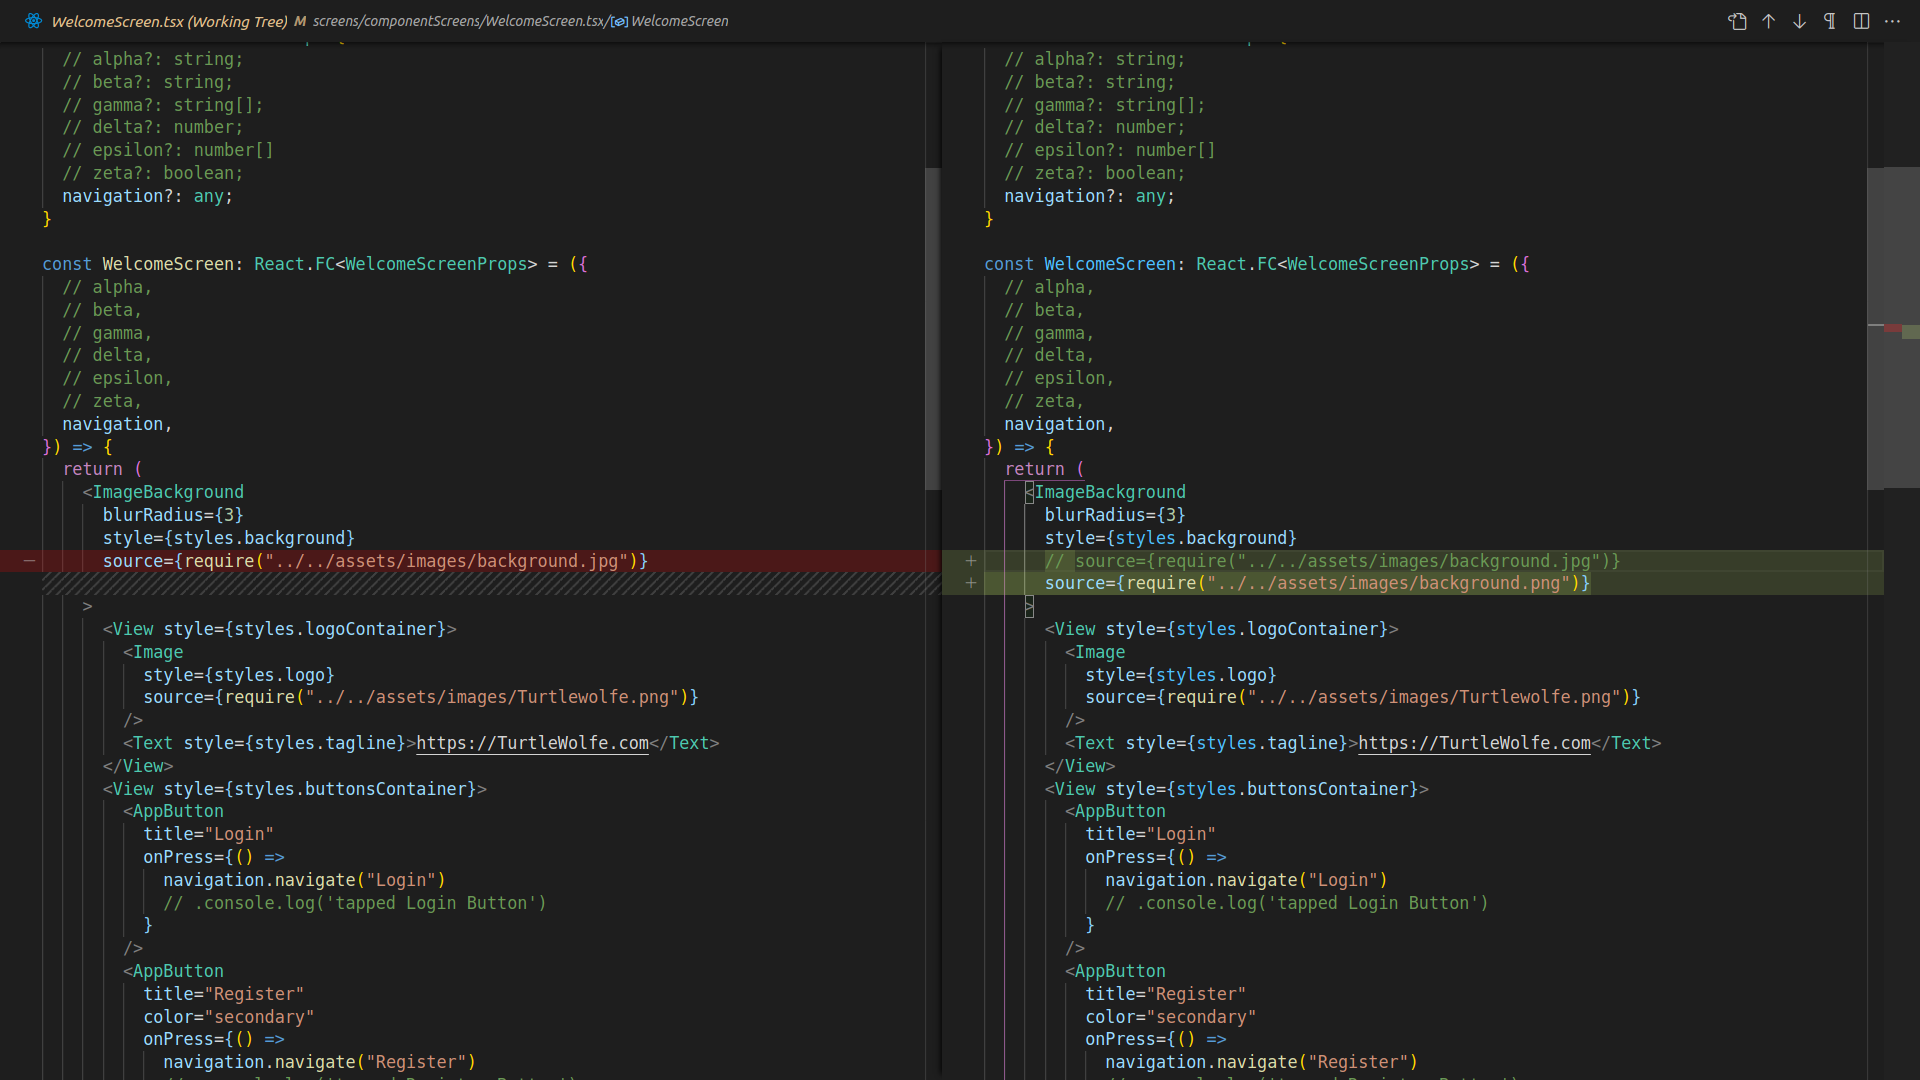 WelcomeScreen.tsx (Working Tree) M screens/componentScreens/WelcomeScreen.tsx/ WelcomeScreen
// alpha?: string;
// beta?: string;
// gamma?: string[];
// delta?: number;
// epsilon?: number[]
// zeta?: boolean;
navigation?: any;
}
const WelcomeScreen: React.FC<WelcomeScreenProps> = ({
// alpha,
// beta,
// gamma,
// delta,
// epsilon,
// zeta,
navigation,
}) => {
return (
<ImageBackground
blurRadius={3}
style={styles.background}
— source={require("../../assets/images/background.jpg")}
>
<View style={styles.logoContainer}>
<Image
style={styles.logo}
source={require("../../assets/images/Turtlewolfe.png")}
/>
<Text style={styles.tagline}>https://TurtleWolfe.com</Text>
</View>
<View style={styles.buttonsContainer}>
<AppButton
title="Login"
onPress={() =>
navigation.navigate("Login")
// .console.log('tapped Login Button')
}
/>
<AppButton
title="Register"
color="secondary"
onPress={() =>
navigation.navigate("Register")
// alpha?: string;
// beta?: string;
// gamma?: string[];
// delta?: number;
// epsilon?: number[]
// zeta?: boolean;
navigation?: any;
}
const WelcomeScreen: React.FC<WelcomeScreenProps> = ({
// alpha,
// beta,
// gamma,
// delta,
// epsilon,
// zeta,
navigation,
}) => {
return (
<ImageBackground
blurRadius={3}
style={styles.background}
+ // source={require("../../assets/images/background.jpg")}
+ source={require("../../assets/images/background.png")}
>
<View style={styles.logoContainer}>
<Image
style={styles.logo}
source={require("../../assets/images/Turtlewolfe.png")}
/>
<Text style={styles.tagline}>https://TurtleWolfe.com</Text>
</View>
<View style={styles.buttonsContainer}>
<AppButton
title="Login"
onPress={() =>
navigation.navigate("Login")
// .console.log('tapped Login Button')
}
/>
<AppButton
title="Register"
color="secondary"
onPress={() =>
navigation.navigate("Register")